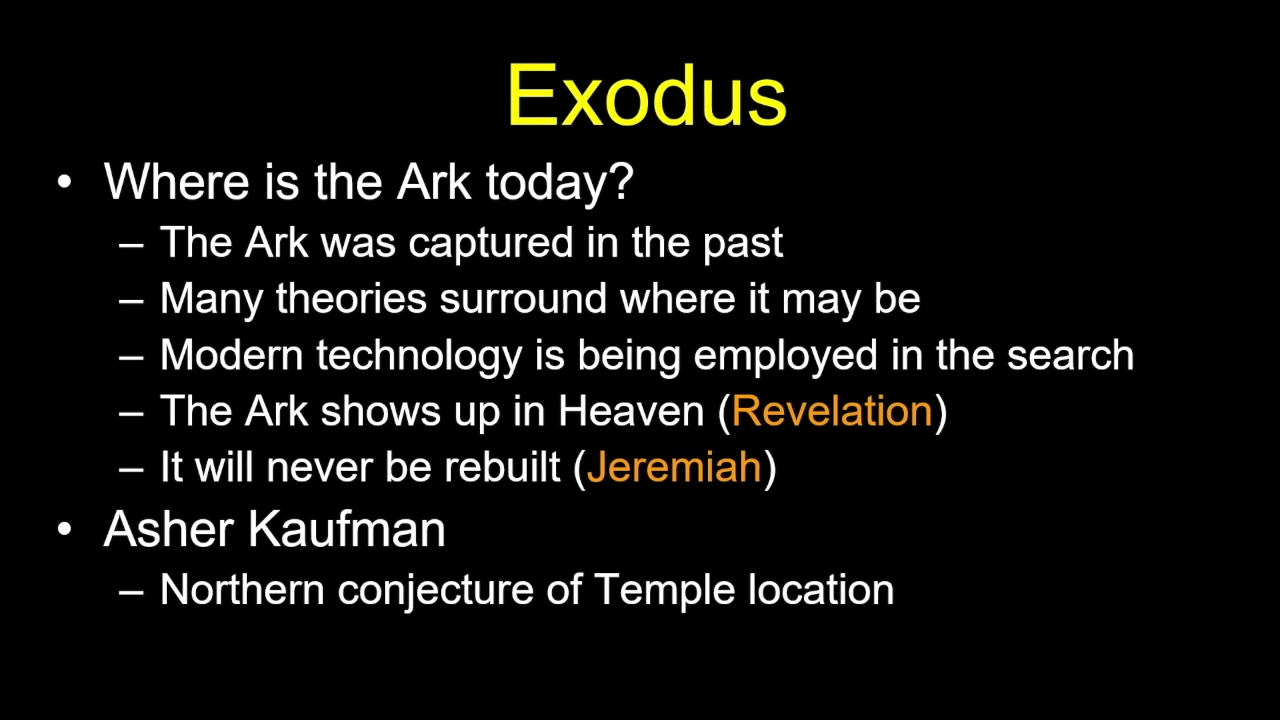 Exodus
• Where is the Ark today?
– The Ark was captured in the past
– Many theories surround where it may be
– Modern technology is being employed in the search
– The Ark shows up in Heaven (Revelation)
– It will never be rebuilt (Jeremiah)
• Asher Kaufman
– Northern conjecture of Temple location